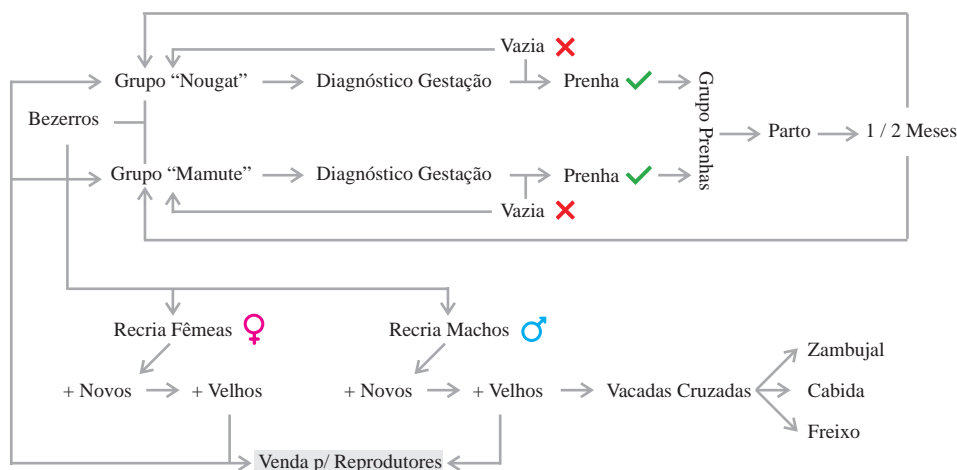 Vazia
Grupo “Nougat”
Diagnóstico Gestação
Prenha
Bezerros
Grupo Prenhas
Parto
1 / 2 Meses
Grupo “Mamute”
Diagnóstico Gestação
Prenha
Vazia
Recria Fêmeas
Recria Machos
+ Novos
+ Velhos
+ Novos
+ Velhos
Vacadas Cruzadas
Zambujal
Cabida
Freixo
Venda p/ Reprodutores